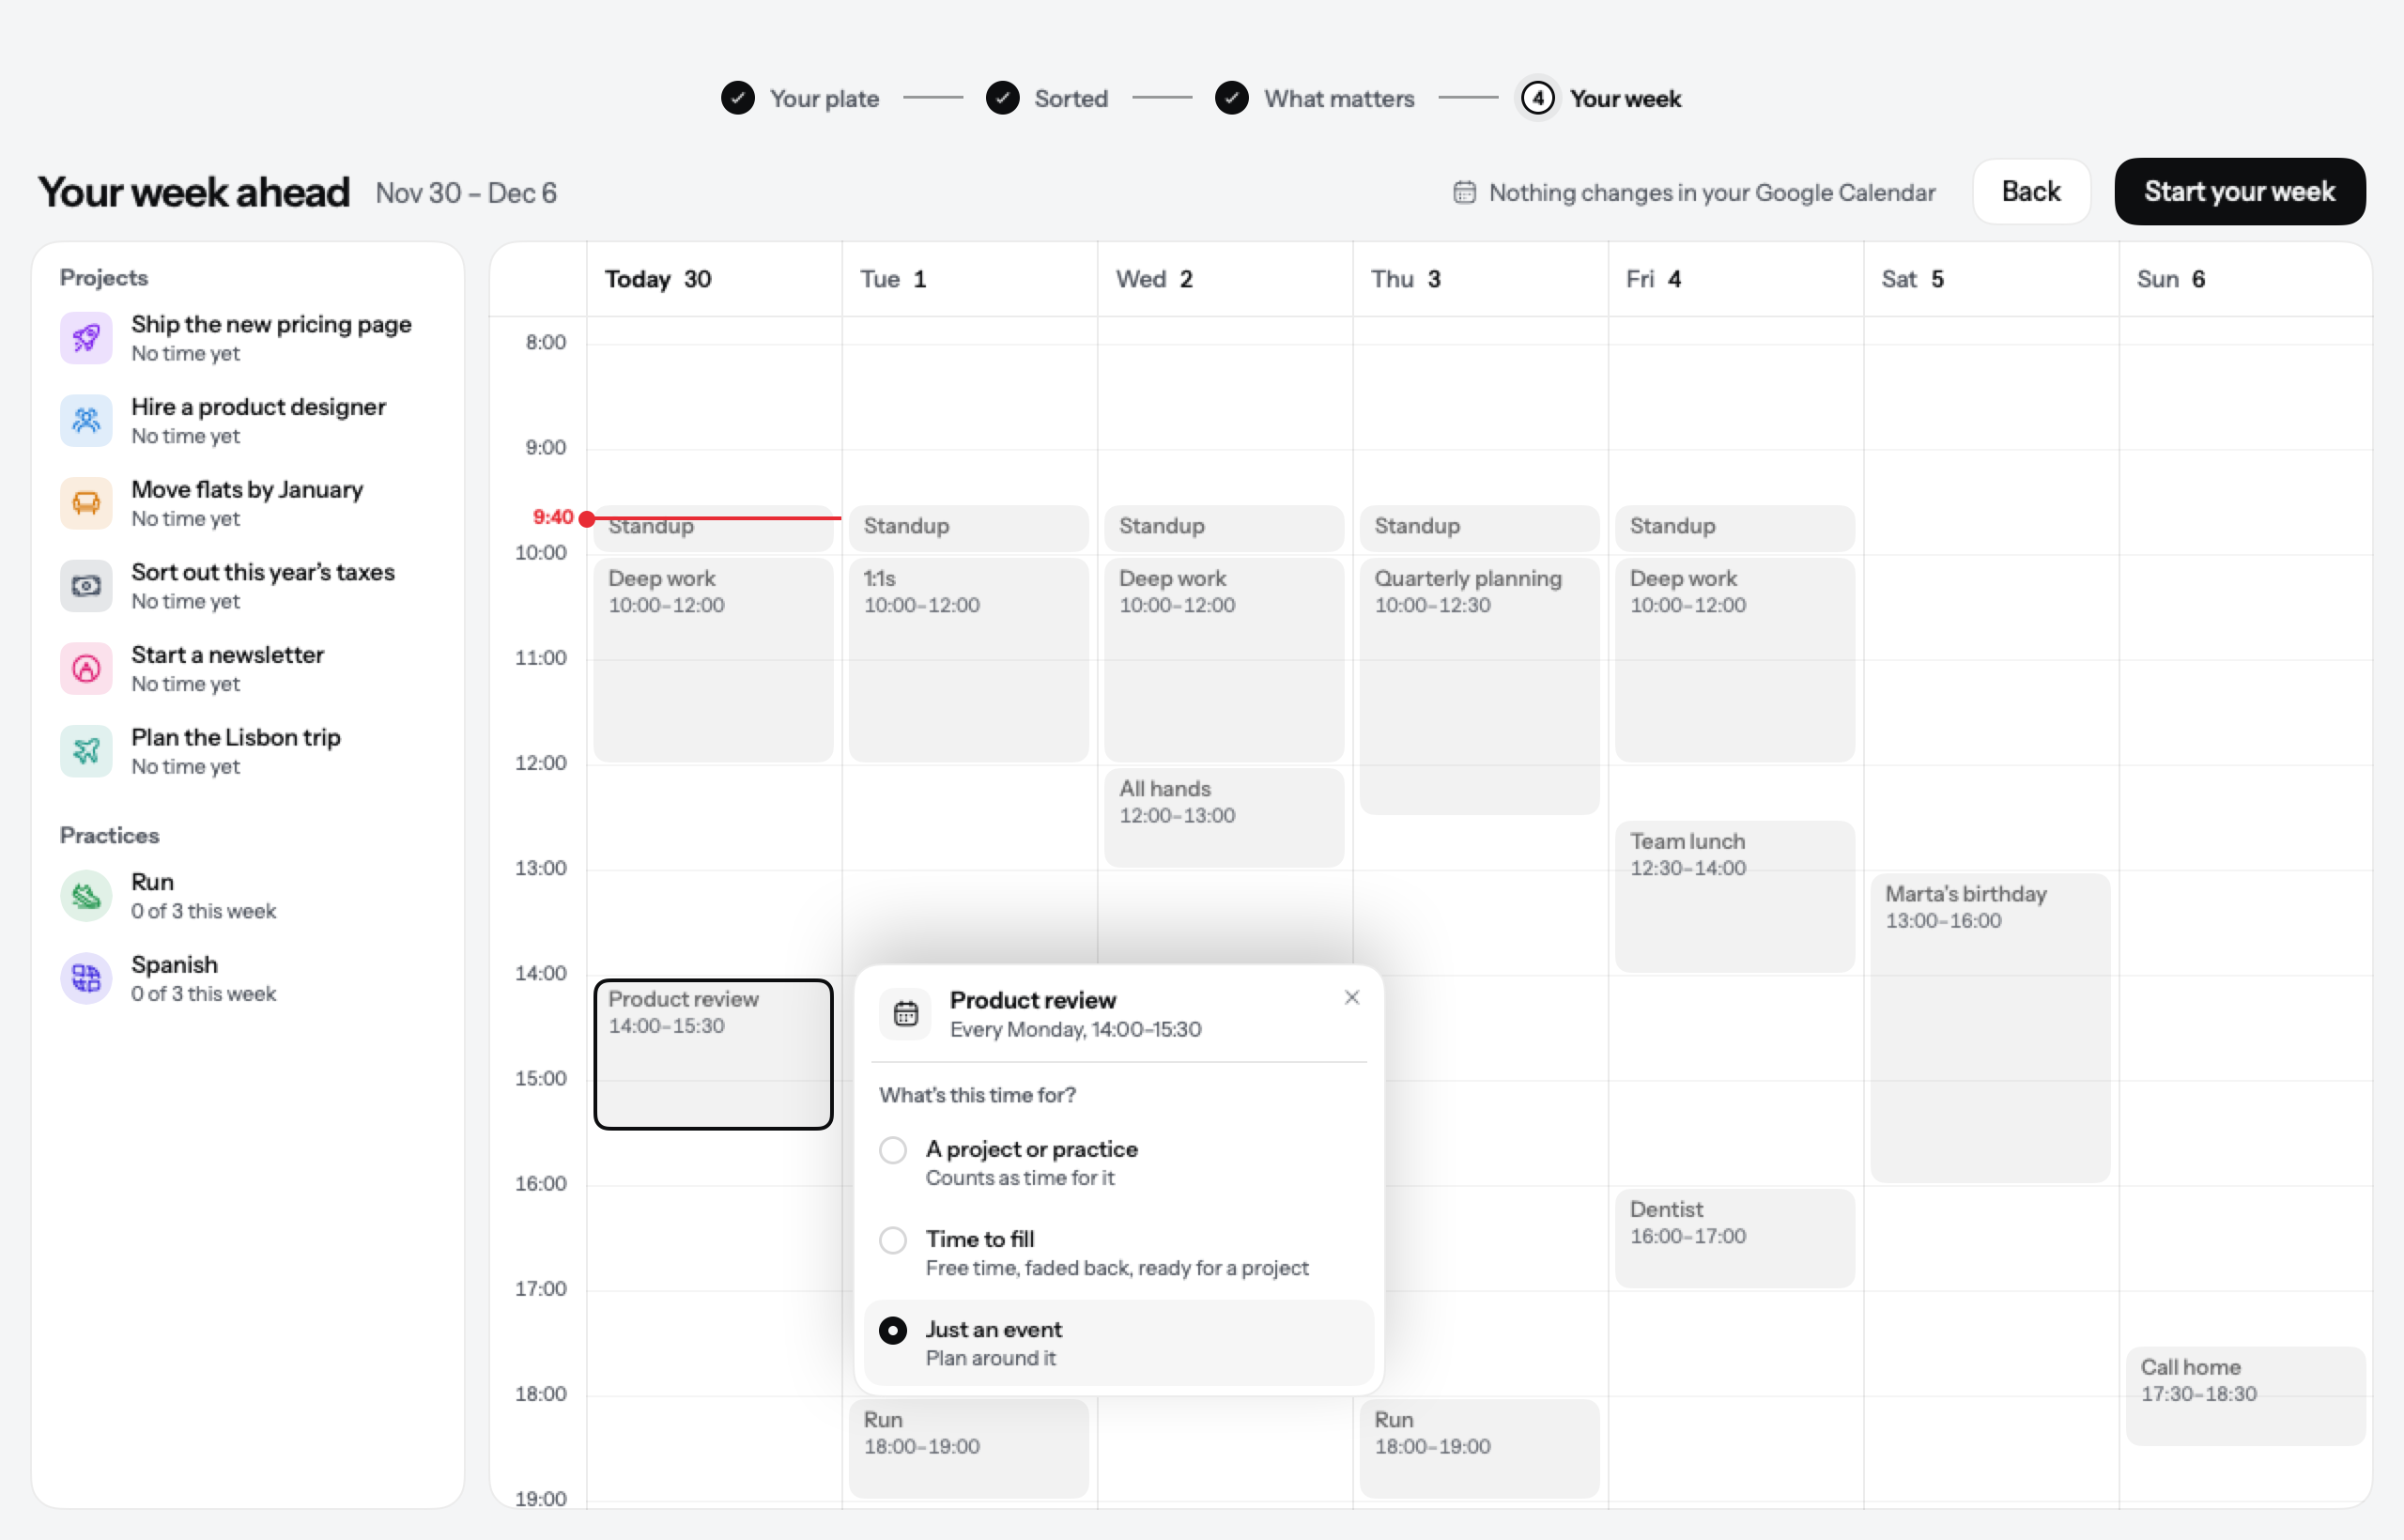 Your plate
Sorted
What matters
4 Your week
Your week ahead Nov 30 – Dec 6
Nothing changes in your Google Calendar
Back
Start your week
Projects
Ship the new pricing page
No time yet
Hire a product designer
No time yet
Move flats by January
No time yet
Sort out this year’s taxes
No time yet
Start a newsletter
No time yet
Plan the Lisbon trip
No time yet
Practices
Run
0 of 3 this week
Spanish
0 of 3 this week
Today 30
Tue 1
Wed 2
Thu 3
Fri 4
Sat 5
Sun 6
8:00
9:00
9:40
10:00
11:00
12:00
13:00
14:00
15:00
16:00
17:00
18:00
19:00
Standup
Deep work
10:00–12:00
Product review
14:00–15:30
Standup
1:1s
10:00–12:00
Run
18:00–19:00
Standup
Deep work
10:00–12:00
All hands
12:00–13:00
Standup
Quarterly planning
10:00–12:30
Run
18:00–19:00
Standup
Deep work
10:00–12:00
Team lunch
12:30–14:00
Dentist
16:00–17:00
Marta's birthday
13:00–16:00
Call home
17:30–18:30
Product review
Every Monday, 14:00–15:30
What's this time for?
A project or practice
Counts as time for it
Time to fill
Free time, faded back, ready for a project
Just an event
Plan around it